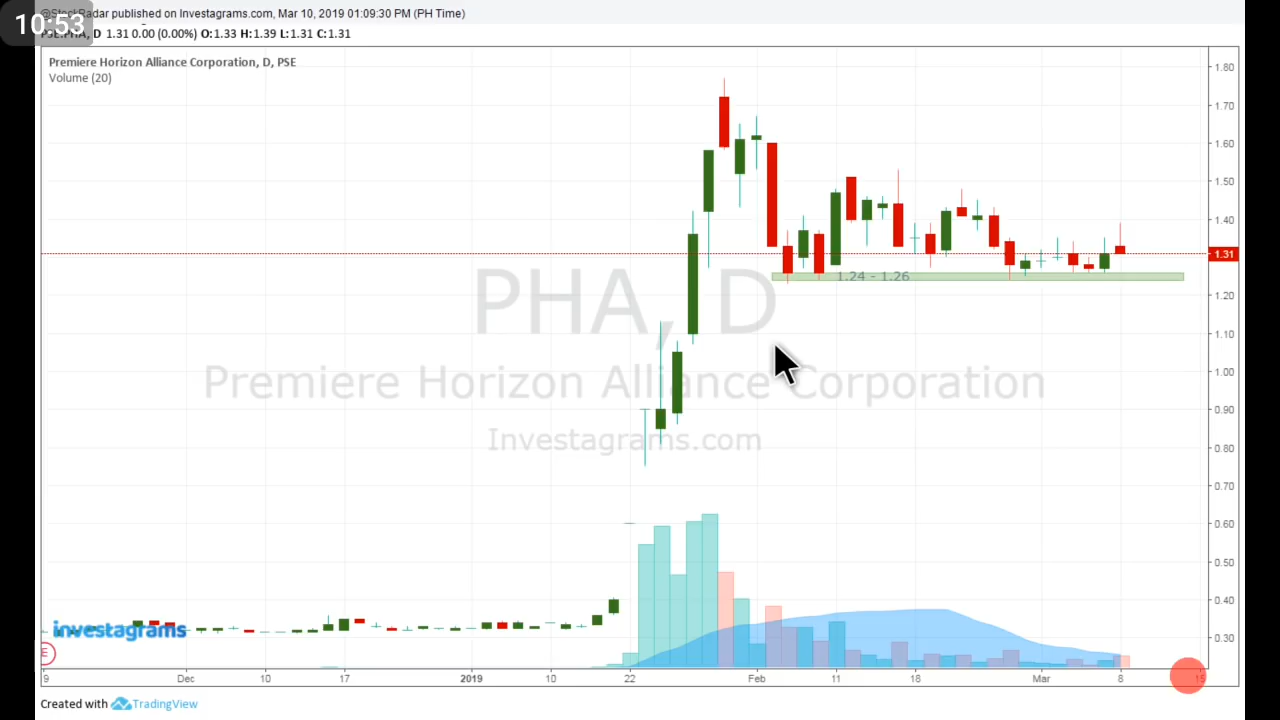 10:53
@StockRadar published on Investagrams.com, Mar 10, 2019 01:09:30 PM (PH Time)
PSE:PHA, D 1.31 0.00 (0.00%) O:1.33 H:1.39 L:1.31 C:1.31
Premiere Horizon Alliance Corporation, D, PSE
Volume (20)
1.80
1.70
1.60
1.50
1.40
1.31
1.24 - 1.26
1.20
1.10
1.00
0.90
0.80
0.70
0.60
0.50
0.40
0.30
PHA, D
Premiere Horizon Alliance Corporation
Investagrams.com
investagrams
E
9 Dec 10 17 2019 10 22 Feb 11 18 Mar 8 15
Created with TradingView